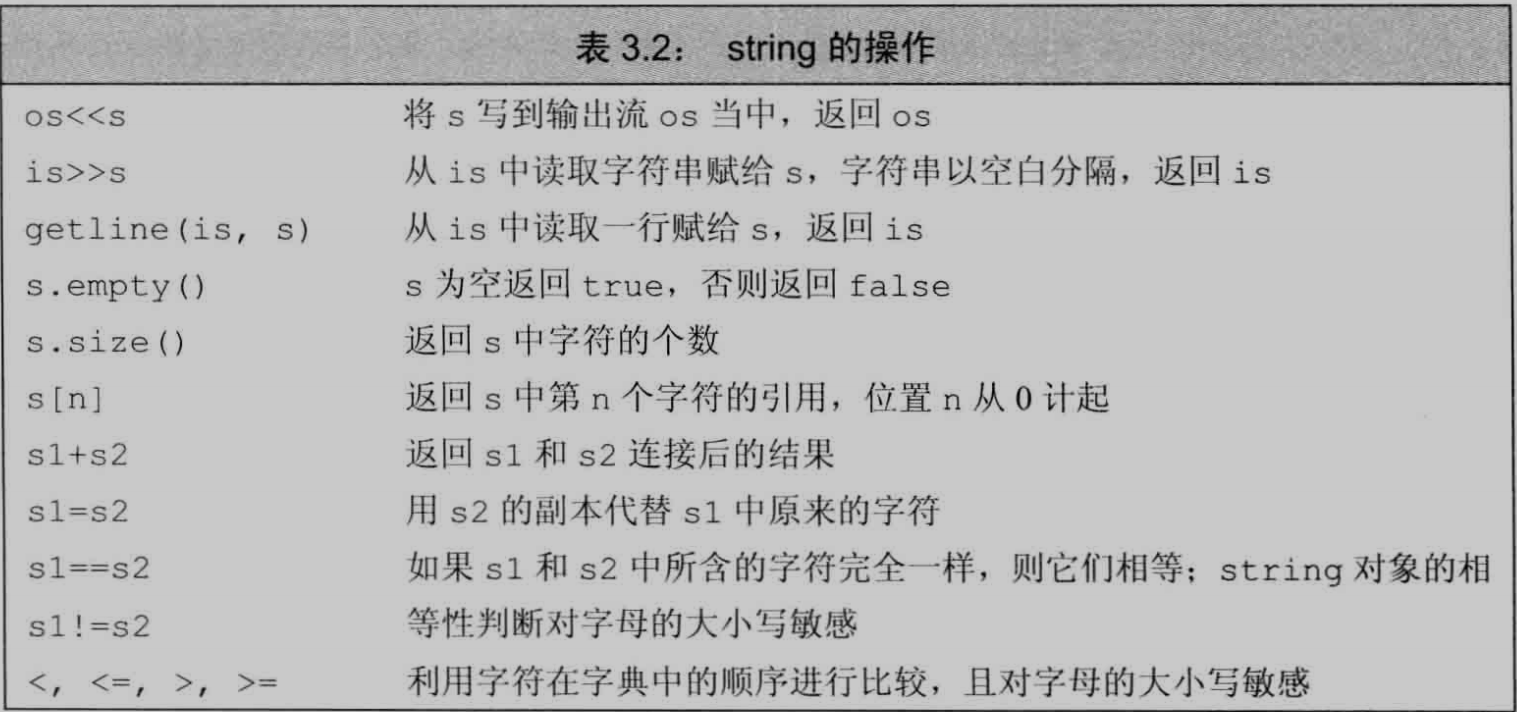 表 3.2： string 的操作
os<<s 将 s 写到输出流 os 当中，返回 os
is>>s 从 is 中读取字符串赋给 s，字符串以空白分隔，返回 is
getline(is, s) 从 is 中读取一行赋给 s，返回 is
s.empty() s 为空返回 true，否则返回 false
s.size() 返回 s 中字符的个数
s[n] 返回 s 中第 n 个字符的引用，位置 n 从 0 计起
s1+s2 返回 s1 和 s2 连接后的结果
s1=s2 用 s2 的副本代替 s1 中原来的字符
s1==s2 如果 s1 和 s2 中所含的字符完全一样，则它们相等；string 对象的相
s1!=s2 等性判断对字母的大小写敏感
<, <=, >, >= 利用字符在字典中的顺序进行比较，且对字母的大小写敏感